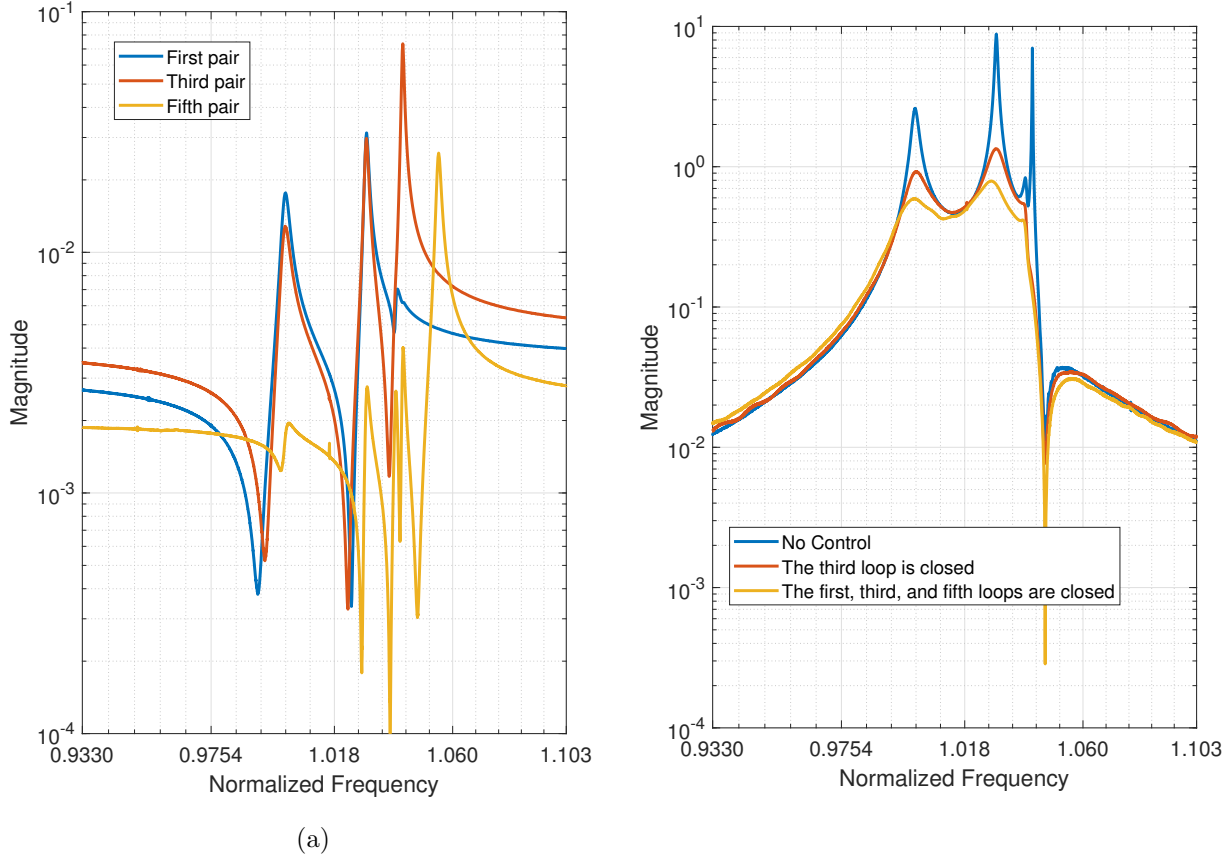 10^-1
First pair
Third pair
Fifth pair
10^-2
Magnitude
10^-3
10^-4
0.9330 0.9754 1.018 1.060 1.103
Normalized Frequency
(a)
10^1
10^0
10^-1
Magnitude
10^-2
No Control
The third loop is closed
The first, third, and fifth loops are closed
10^-3
10^-4
0.9330 0.9754 1.018 1.060 1.103
Normalized Frequency